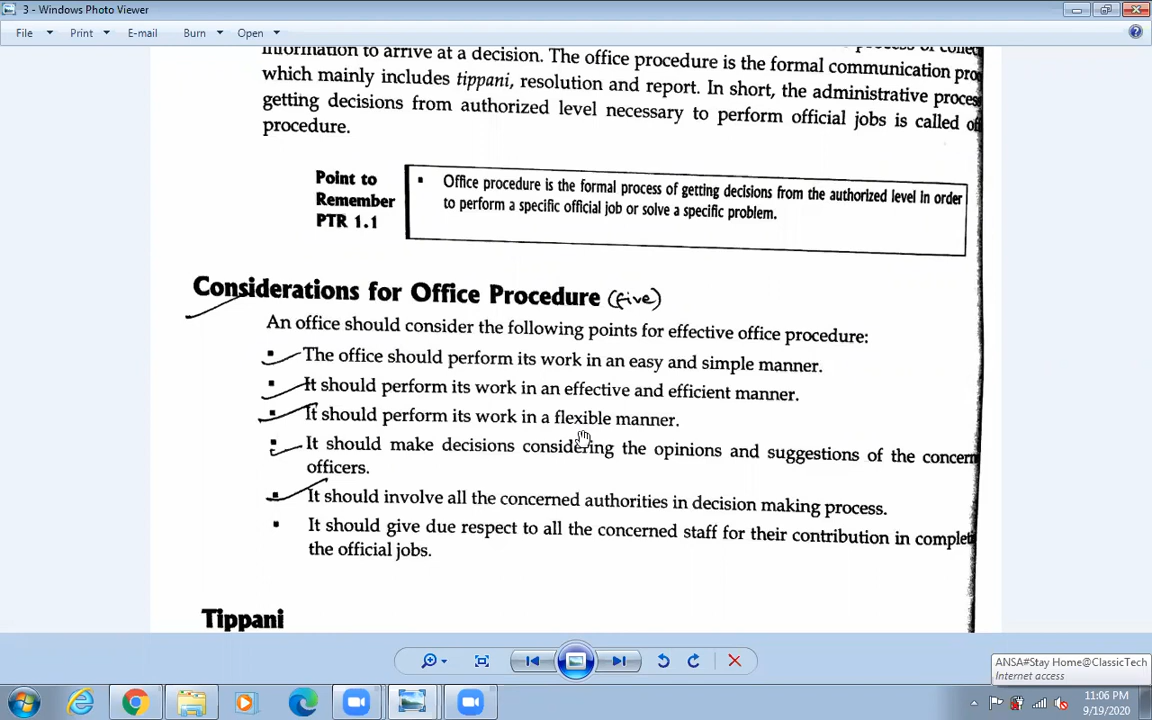 3 - Windows Photo Viewer
File Print E-mail Burn Open
information to arrive at a decision. The office procedure is the process of collec
which mainly includes tippani, resolution and report. In short, the administrative proces
getting decisions from authorized level necessary to perform official jobs is called of
procedure.
Point to
Remember
PTR 1.1
▪ Office procedure is the formal process of getting decisions from the authorized level in order
to perform a specific official job or solve a specific problem.
Considerations for Office Procedure (five)
An office should consider the following points for effective office procedure:
▪ The office should perform its work in an easy and simple manner.
▪ It should perform its work in an effective and efficient manner.
▪ It should perform its work in a flexible manner.
▪ It should make decisions considering the opinions and suggestions of the concern
officers.
▪ It should involve all the concerned authorities in decision making process.
▪ It should give due respect to all the concerned staff for their contribution in complet
the official jobs.
Tippani
ANSA#Stay Home@ClassicTech
Internet access
11:06 PM
9/19/2020